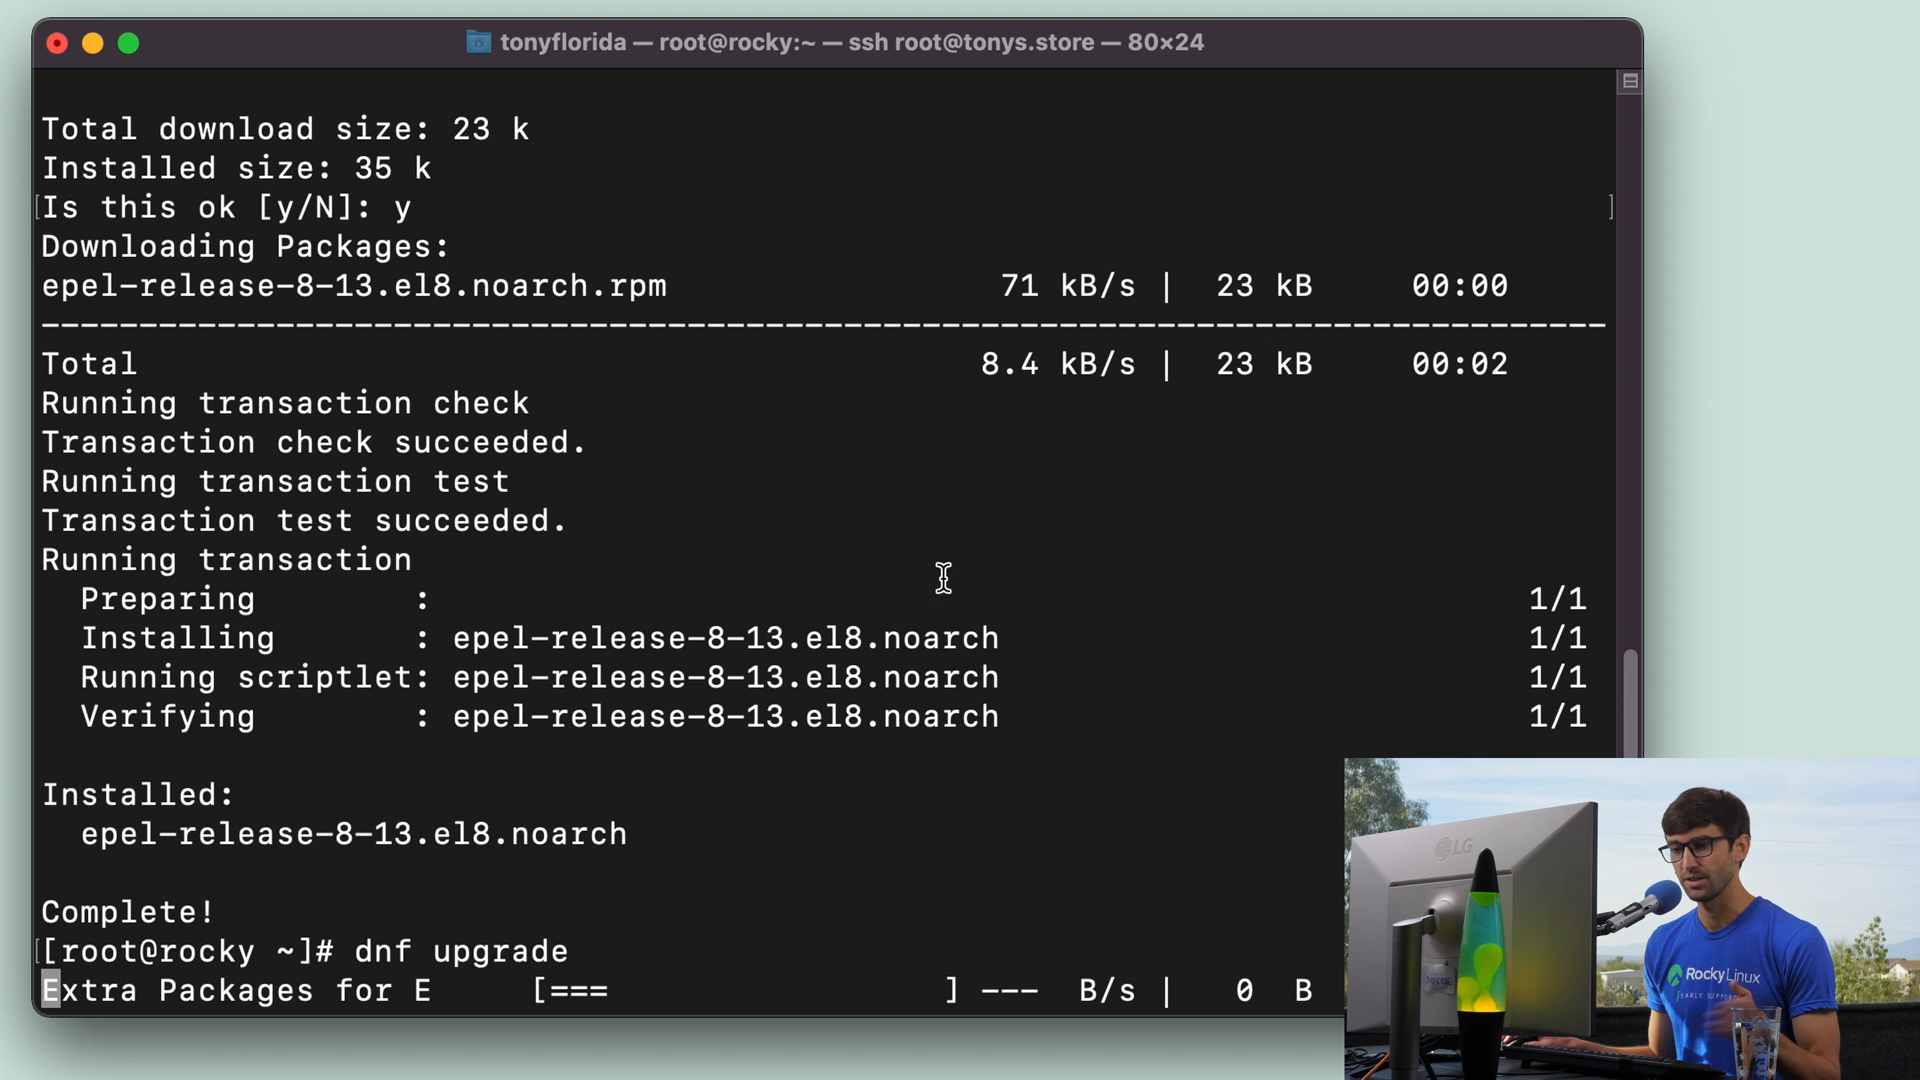 tonyflorida — root@rocky:~ — ssh root@tonys.store — 80×24
Total download size: 23 k
Installed size: 35 k
[Is this ok [y/N]: y ]
Downloading Packages:
epel-release-8-13.el8.noarch.rpm 71 kB/s | 23 kB 00:00
--------------------------------------------------------------------------------
Total 8.4 kB/s | 23 kB 00:02
Running transaction check
Transaction check succeeded.
Running transaction test
Transaction test succeeded.
Running transaction
Preparing : 1/1
Installing : epel-release-8-13.el8.noarch 1/1
Running scriptlet: epel-release-8-13.el8.noarch 1/1
Verifying : epel-release-8-13.el8.noarch 1/1
Installed:
epel-release-8-13.el8.noarch
Complete!
[[root@rocky ~]# dnf upgrade
Extra Packages for E [=== ] --- B/s | 0 B
LG
Rocky Linux
EARLY SUPPO